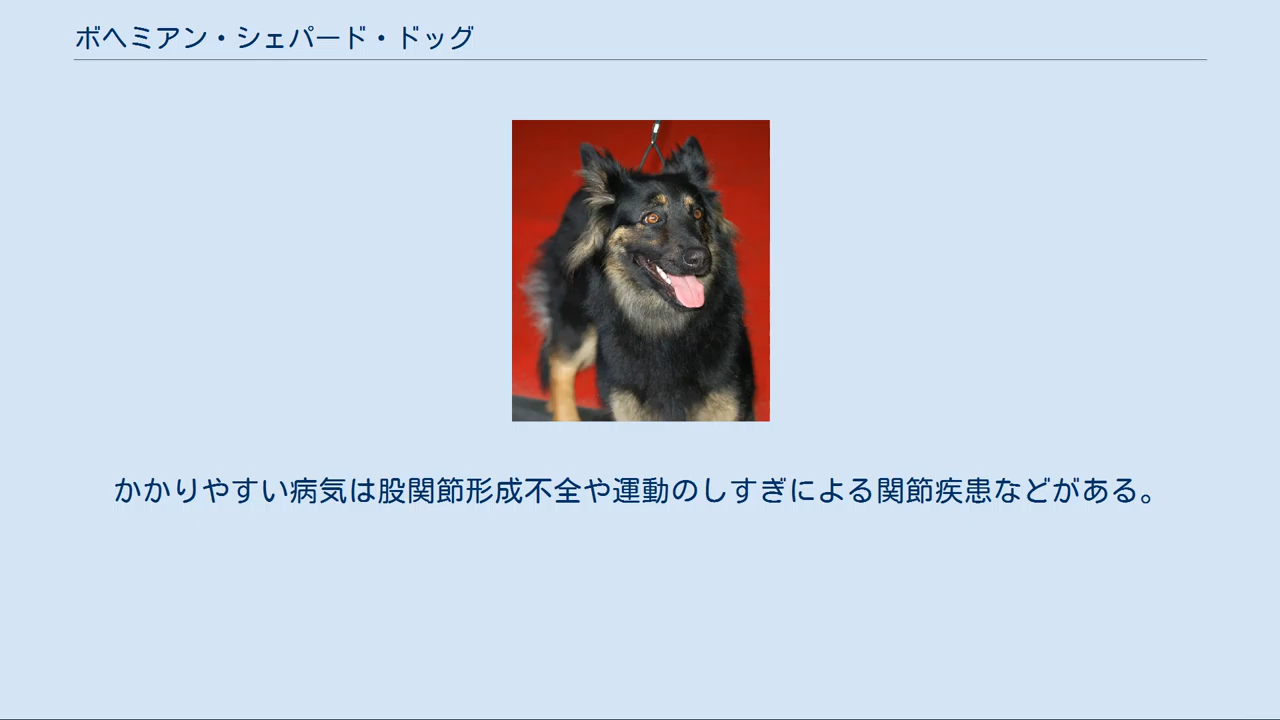 ボヘミアン・シェパード・ドッグ
かかりやすい病気は股関節形成不全や運動のしすぎによる関節疾患などがある。